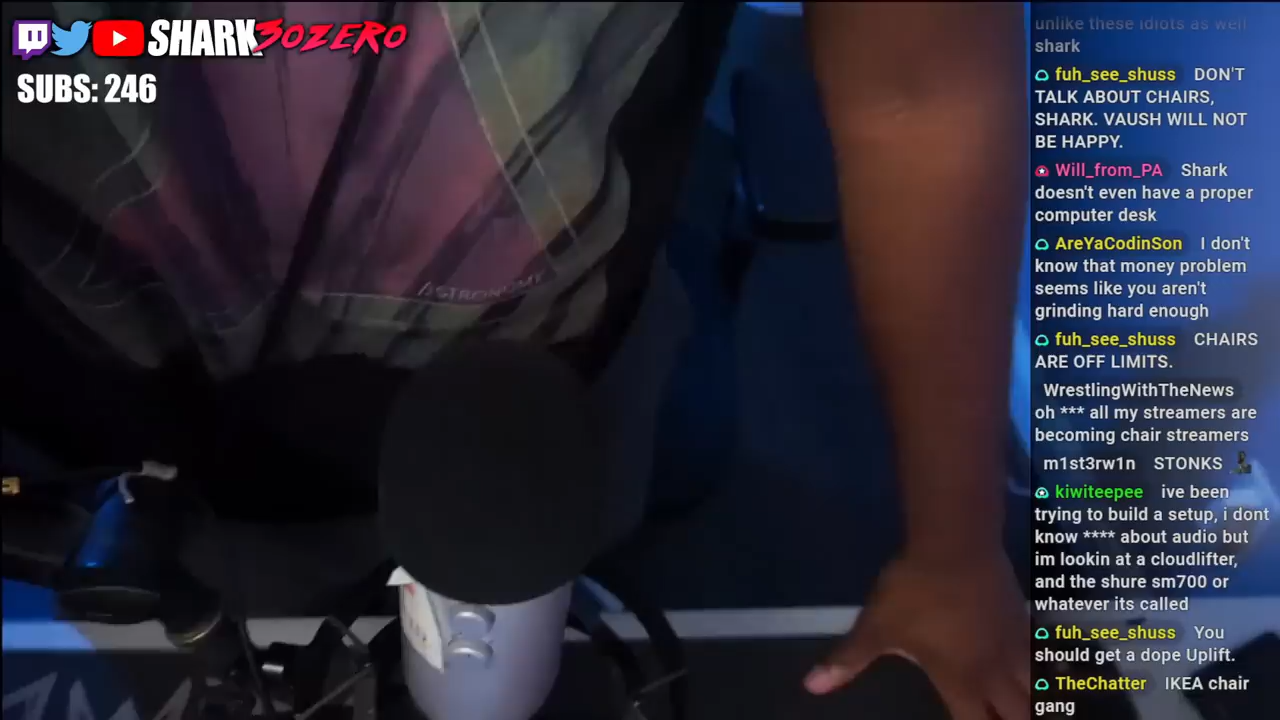 SHARK3OZERO
SUBS: 246
ASTRONOMY
unlike these idiots as well
shark
fuh_see_shuss DON'T
TALK ABOUT CHAIRS,
SHARK. VAUSH WILL NOT
BE HAPPY.
Will_from_PA Shark
doesn't even have a proper
computer desk
AreYaCodinSon I don't
know that money problem
seems like you aren't
grinding hard enough
fuh_see_shuss CHAIRS
ARE OFF LIMITS.
WrestlingWithTheNews
oh *** all my streamers are
becoming chair streamers
m1st3rw1n STONKS
kiwiteepee ive been
trying to build a setup, i dont
know **** about audio but
im lookin at a cloudlifter,
and the shure sm700 or
whatever its called
fuh_see_shuss You
should get a dope Uplift.
TheChatter IKEA chair
gang